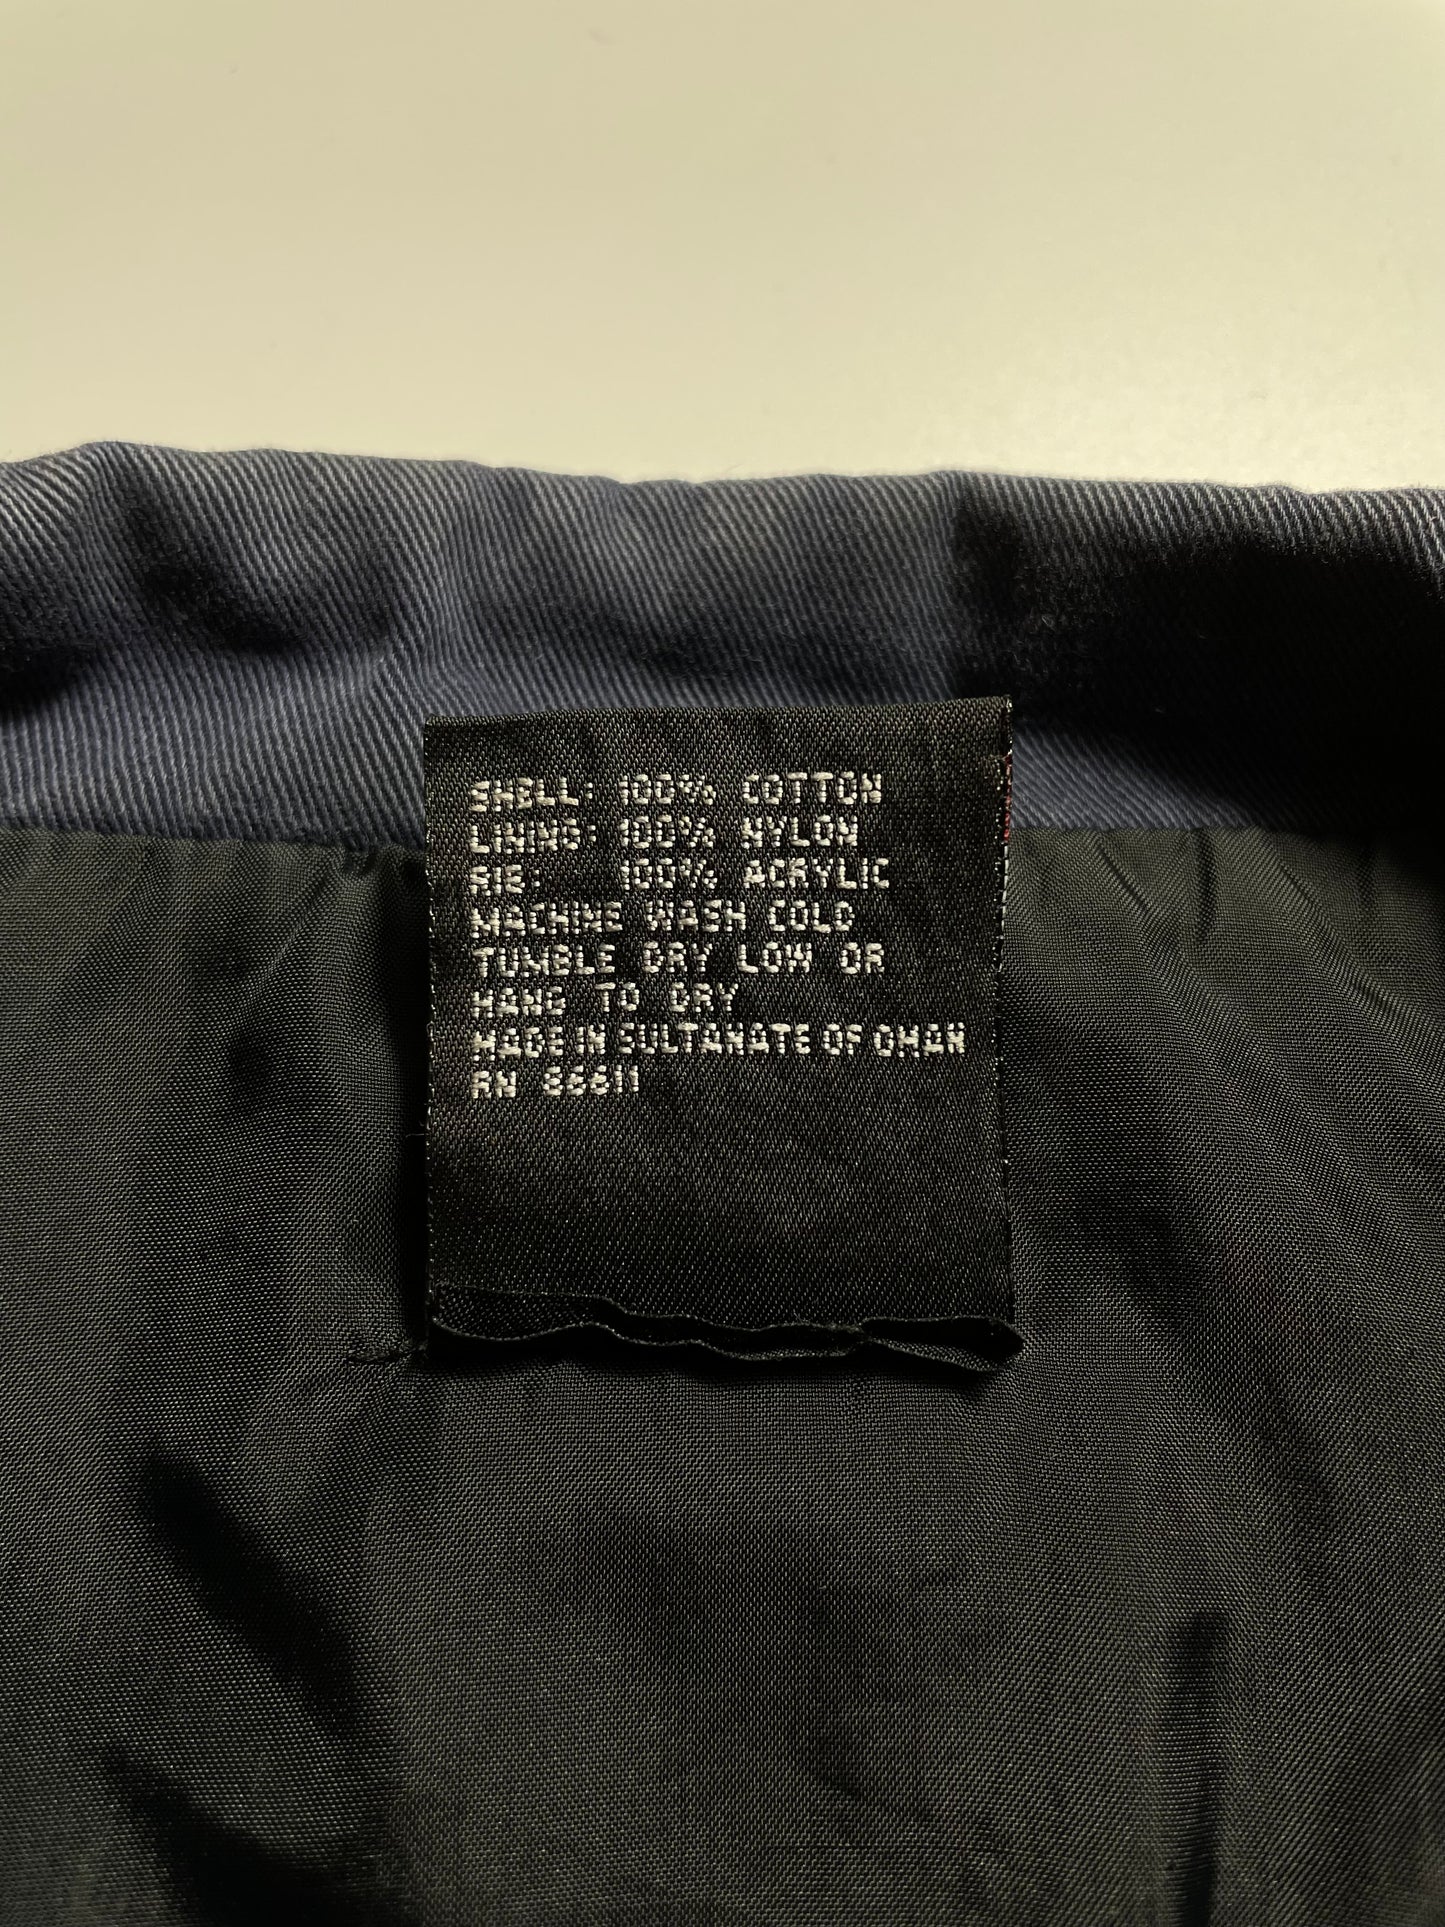 SHELL: 100% COTTON
LINING: 100% NYLON
RIB: 100% ACRYLIC
MACHINE WASH COLD
TUMBLE DRY LOW OR
HANG TO DRY
MADE IN SULTANATE OF OMAN
RN 86611